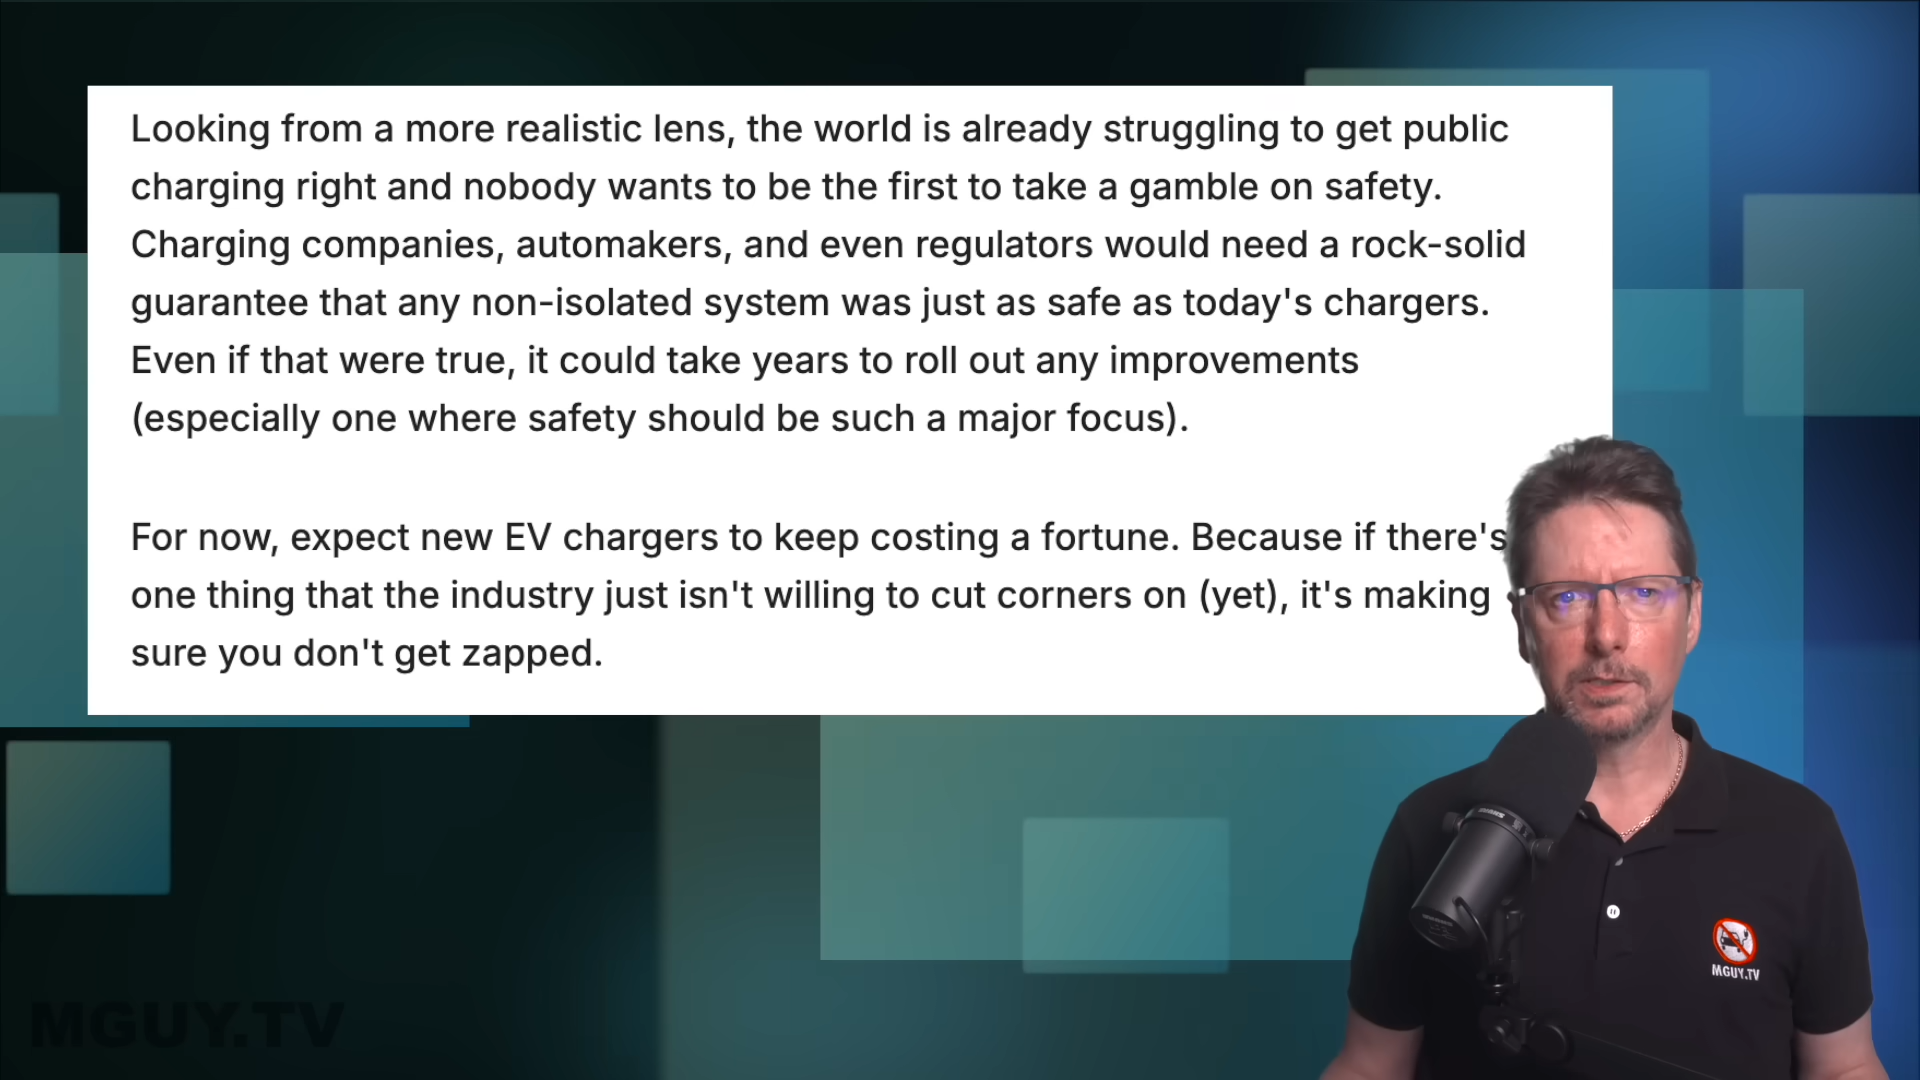 Looking from a more realistic lens, the world is already struggling to get public
charging right and nobody wants to be the first to take a gamble on safety.
Charging companies, automakers, and even regulators would need a rock-solid
guarantee that any non-isolated system was just as safe as today's chargers.
Even if that were true, it could take years to roll out any improvements
(especially one where safety should be such a major focus).
For now, expect new EV chargers to keep costing a fortune. Because if there's
one thing that the industry just isn't willing to cut corners on (yet), it's making
sure you don't get zapped.
MGUY.TV
MGUY.TV